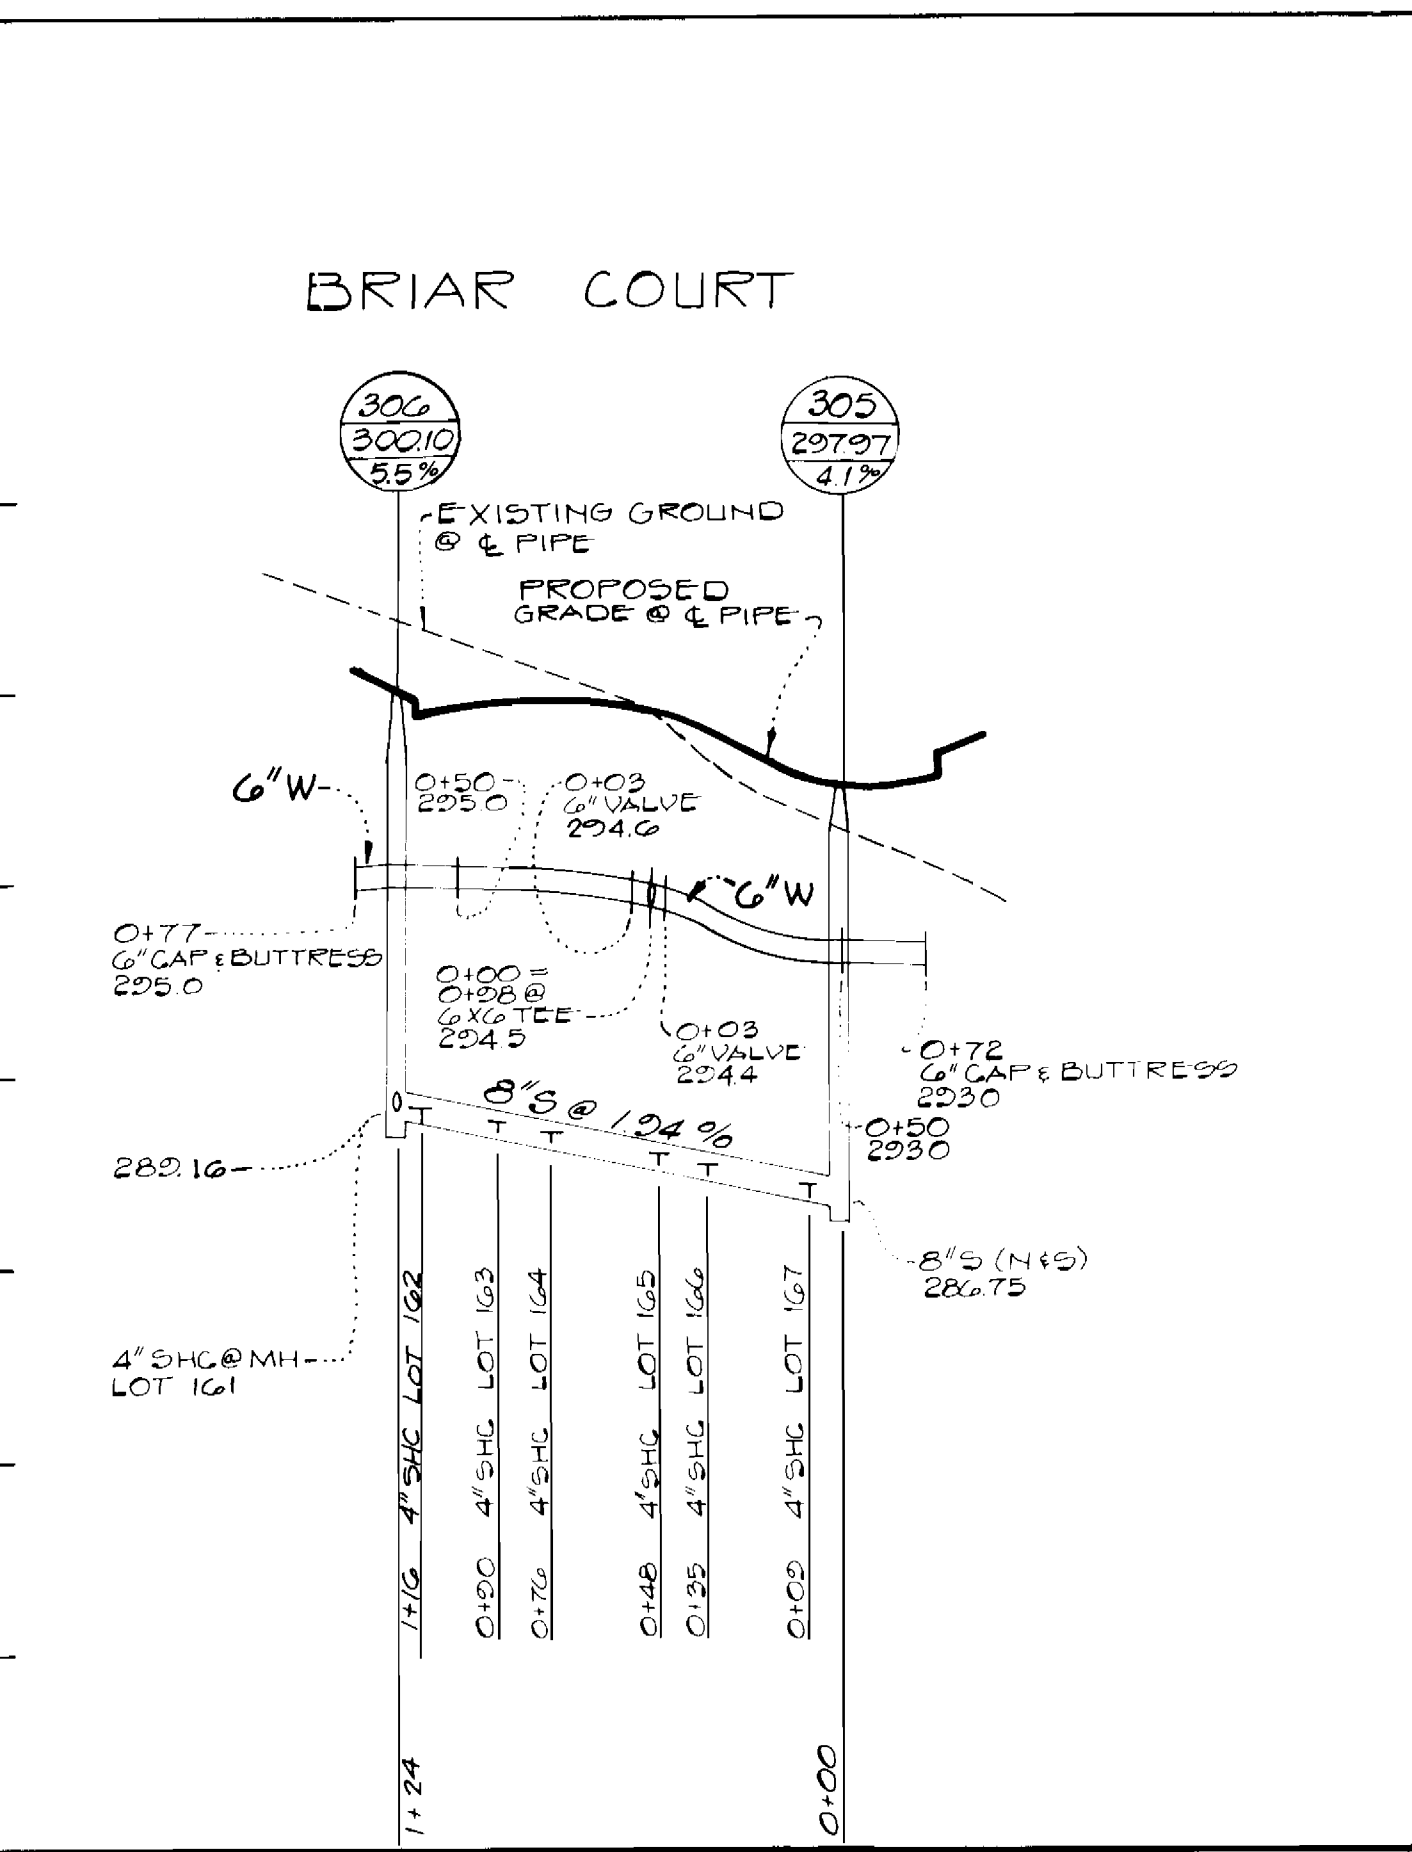 BRIAR COURT
306
300.10
5.5%
305
297.97
4.1%
EXISTING GROUND
@ ℄ PIPE
PROPOSED
GRADE @ ℄ PIPE
6"W
0+50
295.0
0+03
6" VALVE
294.6
6"W
0+77
6" CAP & BUTTRESS
295.0
0+00 =
0+98 @
6X6 TEE
294.5
0+03
6" VALVE
294.4
0+72
6" CAP & BUTTRESS
293.0
8"S @ 1.94 %
0+50
293.0
289.16
8"S (N & S)
286.75
4" SHC @ MH
LOT 161
1+16 4" SHC LOT 162
0+90 4" SHC LOT 163
0+76 4" SHC LOT 164
0+48 4" SHC LOT 165
0+35 4" SHC LOT 166
0+09 4" SHC LOT 167
1+24
0+00